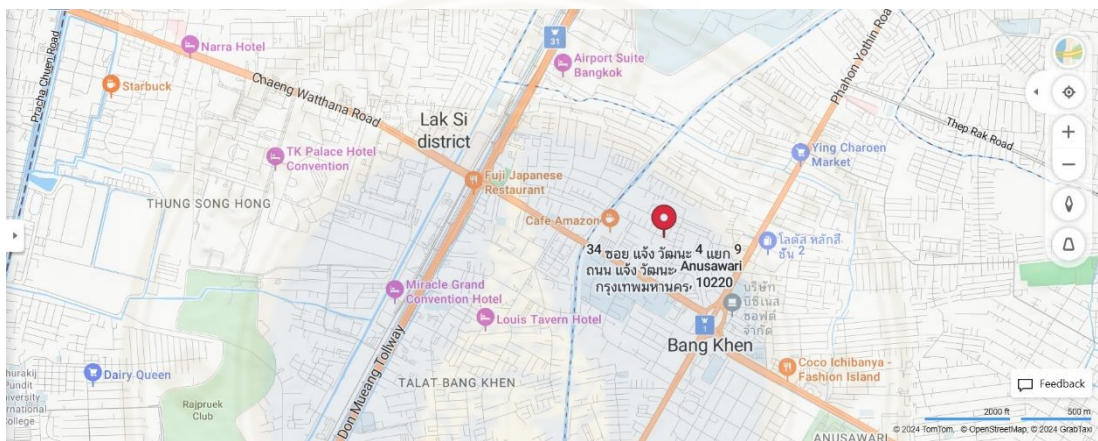 Narra Hotel
31
Airport Suite
Bangkok
Pracha Chuen Road
Starbuck
Chaeng Watthana Road
Phahon Yothin Roa
Lak Si
district
Thep Rak Road
TK Palace Hotel
Convention
Ying Charoen
Market
Fuji Japanese
Restaurant
THUNG SONG HONG
Cafe Amazon
34 ซอย แจ้ง วัฒนะ 4 แยก 9
ถนน แจ้ง วัฒนะ, Anusawari
กรุงเทพมหานคร, 10220
โลตัส หลักสี่
ชั้น 2
Miracle Grand
Convention Hotel
บริษัท
บิซิเนส
ซอฟต์
จำกัด
Louis Tavern Hotel
1
Bang Khen
Don Mueang Tollway
Coco Ichibanya -
Fashion Island
Dairy Queen
TALAT BANG KHEN
hurakij
Pundit
niversity
rnational
ollege
Rajpruek
Club
Feedback
ANUSAWARI
2000 ft
500 m
© 2024 TomTom, © OpenStreetMap, © 2024 GrabTaxi